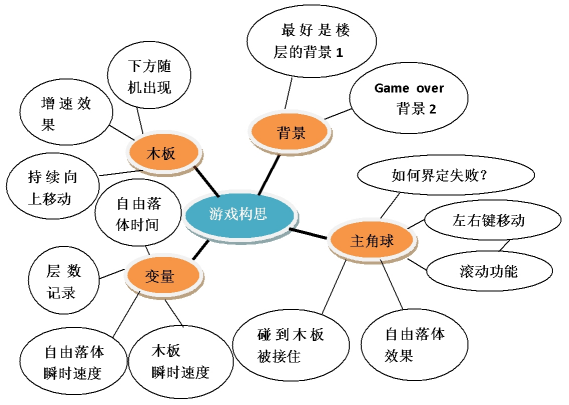 最好是楼
层的背景1
Game over
背景2
背景
下方随
机出现
增速效
果
持续向
上移动
木板
游戏构思
自由落
体时间
层数
记录
自由落体
瞬时速度
木板
瞬时速度
变量
如何界定失败？
左右键移动
滚动功能
主角球
碰到木板
被接住
自由落体
效果